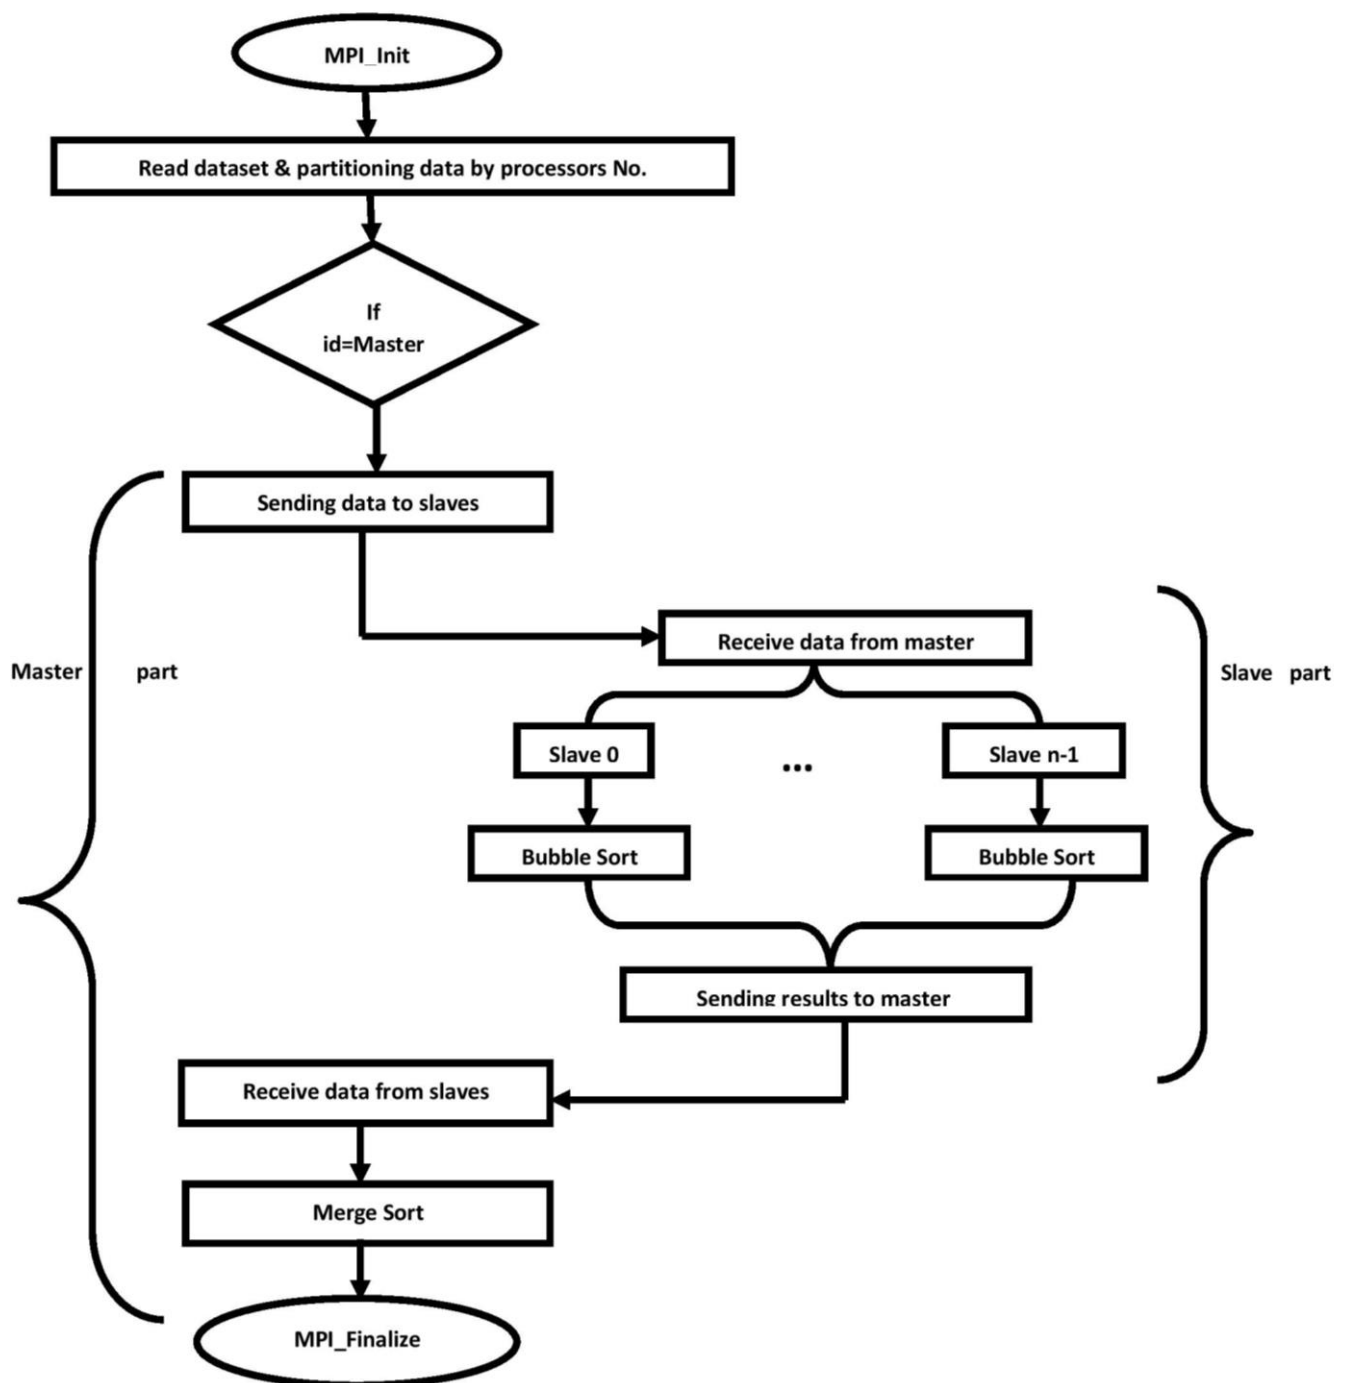 MPI_Init
Read dataset & partitioning data by processors No.
If
id=Master
Sending data to slaves
Receive data from master
Master part
Slave part
Slave 0
...
Slave n-1
Bubble Sort
Bubble Sort
Sending results to master
Receive data from slaves
Merge Sort
MPI_Finalize